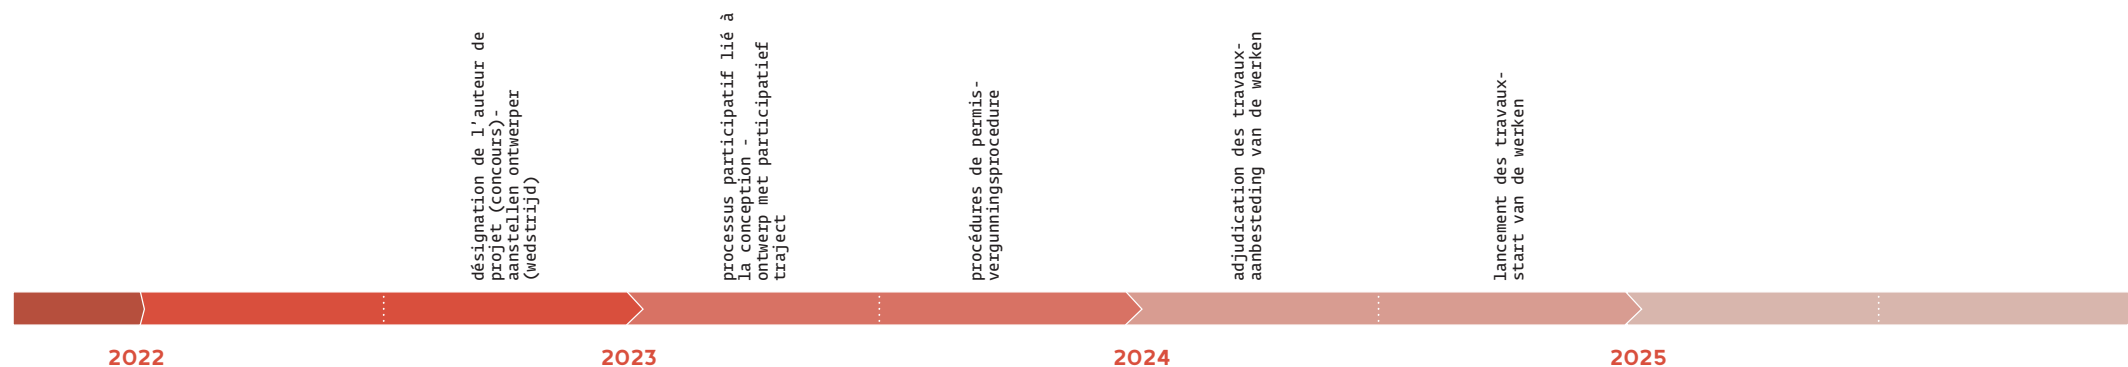 désignation de l'auteur de
projet (concours)-
aanstellen ontwerper
(wedstrijd)
processus participatif lié à
la conception -
ontwerp met participatief
traject
procédures de permis-
vergunningsprocedure
adjudication des travaux-
aanbesteding van de werken
lancement des travaux-
start van de werken
2022
2023
2024
2025